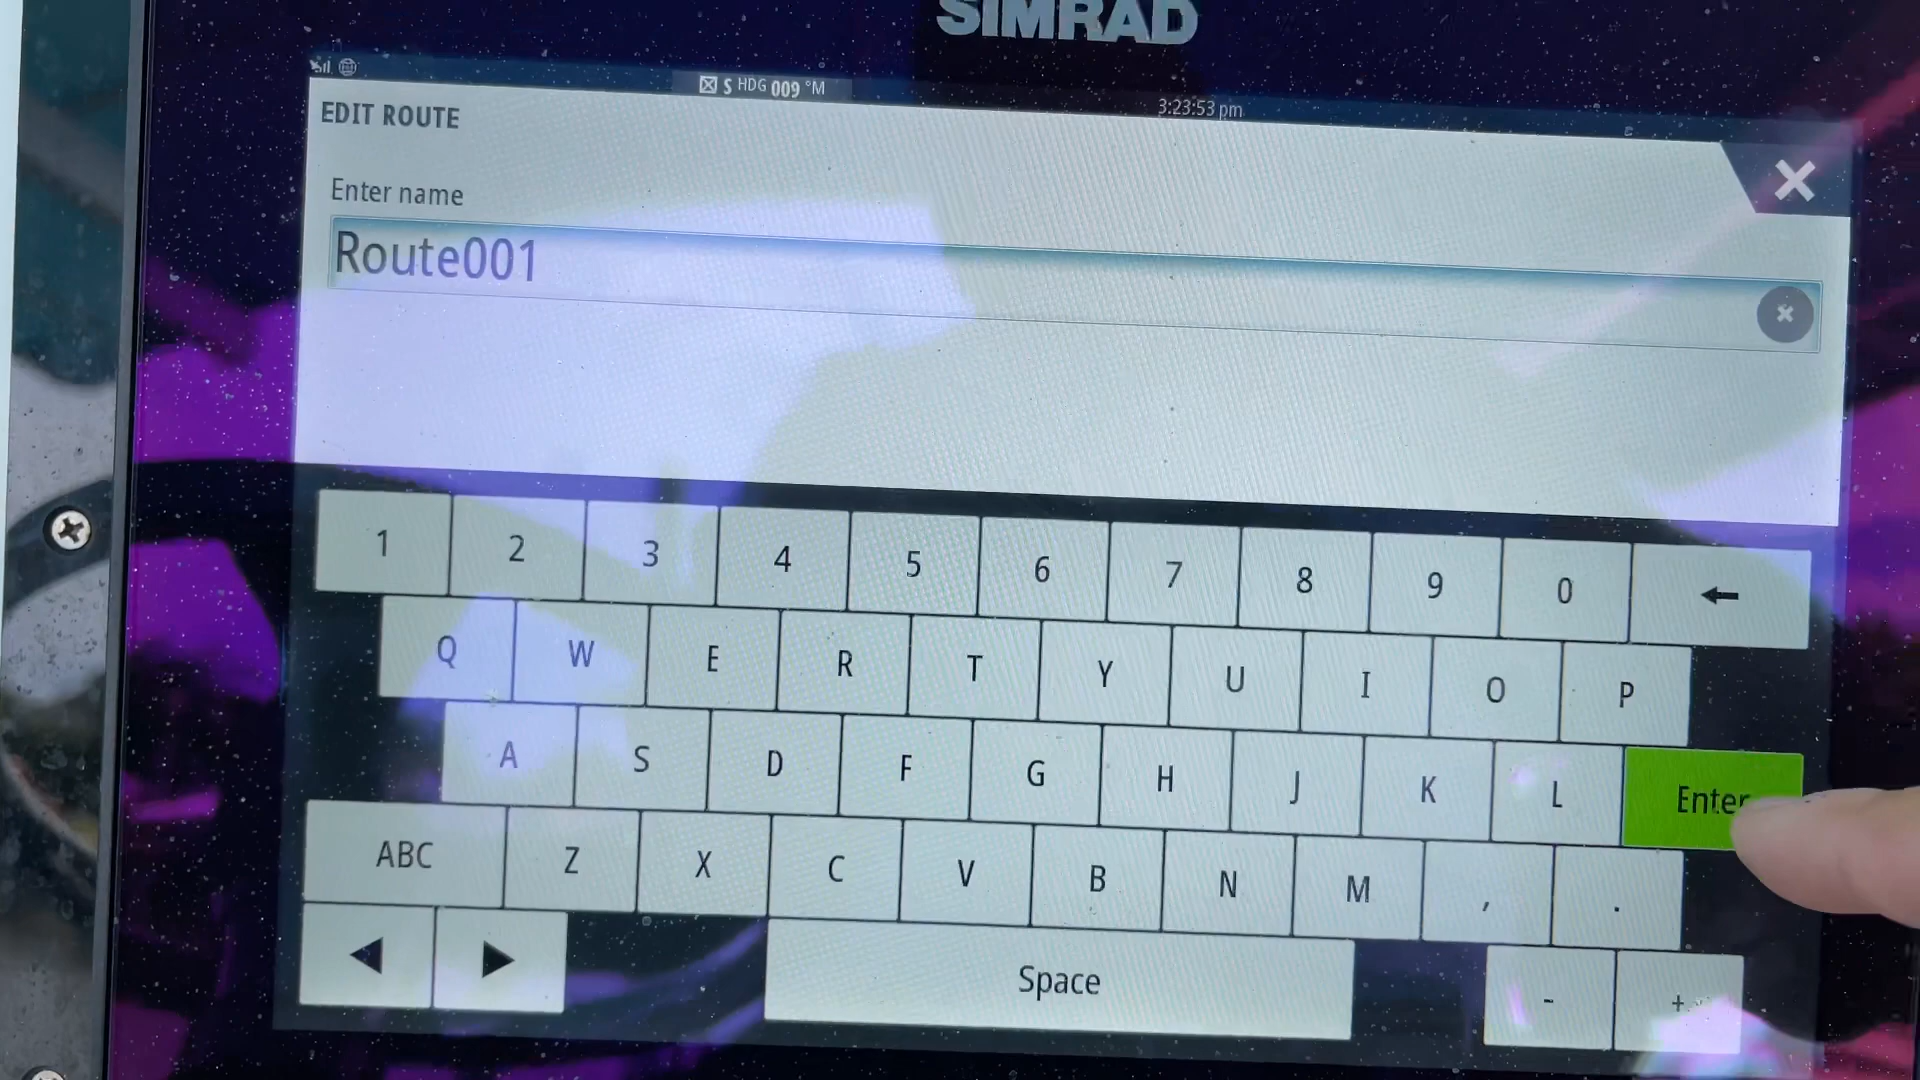 SIMRAD
S HDG 009 °M
3:23:53 pm
EDIT ROUTE
Enter name
Route001
1 2 3 4 5 6 7 8 9 0
Q W E R T Y U I O P
A S D F G H J K L Enter
ABC Z X C V B N M , .
Space - +